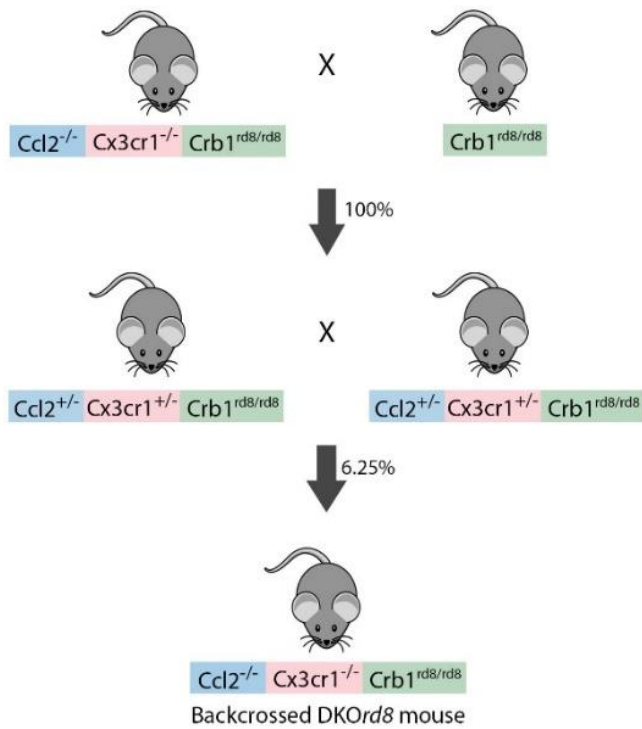 X
Ccl2-/- Cx3cr1-/- Crb1rd8/rd8 Crb1rd8/rd8
100%
X
Ccl2+/- Cx3cr1+/- Crb1rd8/rd8 Ccl2+/- Cx3cr1+/- Crb1rd8/rd8
6.25%
Ccl2-/- Cx3cr1-/- Crb1rd8/rd8
Backcrossed DKOrd8 mouse